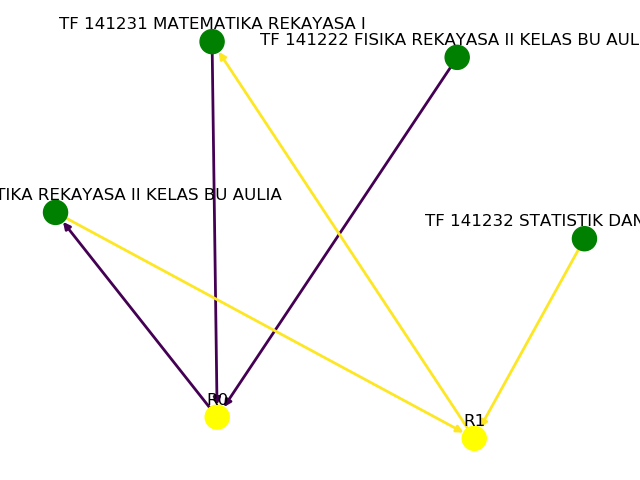 TF 141231 MATEMATIKA REKAYASA I
TF 141222 FISIKA REKAYASA II KELAS BU AUL
TIKA REKAYASA II KELAS BU AULIA
TF 141232 STATISTIK DAN
R0
R1